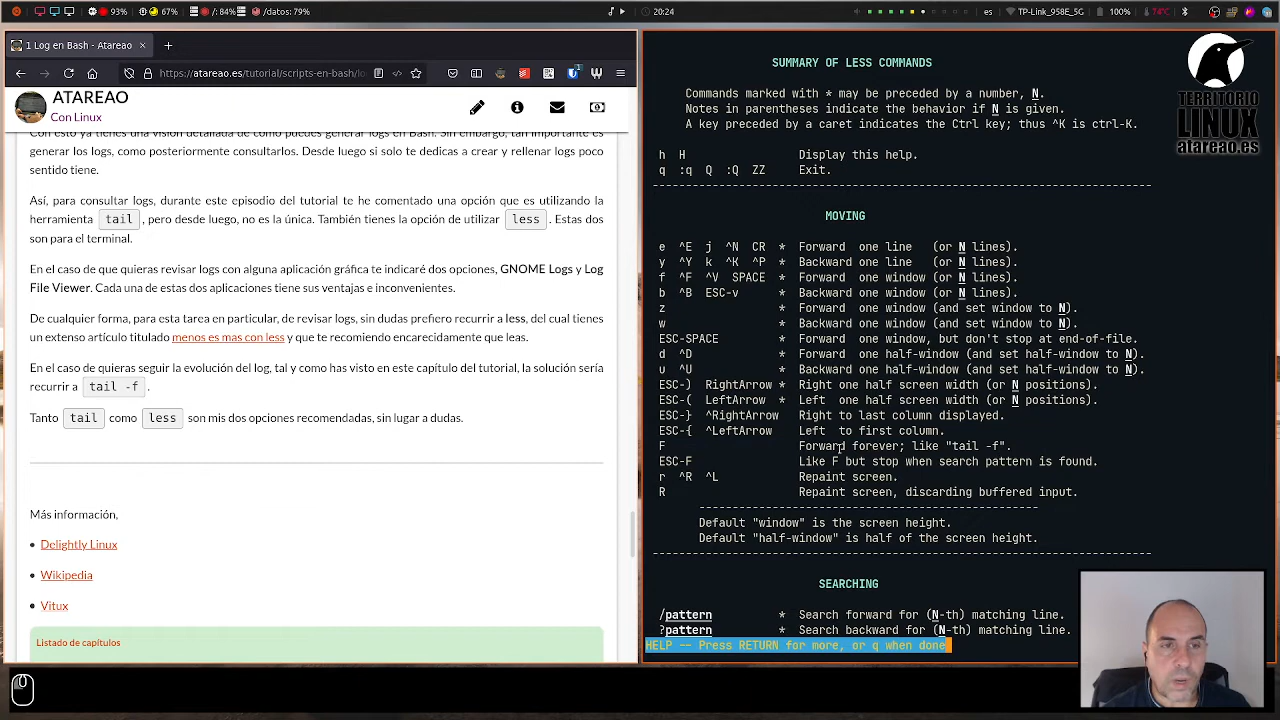 93%
67%
/: 84%
/datos: 79%
20:24
es
TP-Link_958E_5G
100%
1 Log en Bash - Atareao
https://atareao.es/tutorial/scripts-en-bash/lo
ATAREAO
Con Linux
Con esto ya tienes una visión detallada de como puedes generar logs en Bash. Sin embargo, tan importante es
generar los logs, como posteriormente consultarlos. Desde luego si solo te dedicas a crear y rellenar logs poco
sentido tiene.
Así, para consultar logs, durante este episodio del tutorial te he comentado una opción que es utilizando la
herramienta tail, pero desde luego, no es la única. También tienes la opción de utilizar less. Estas dos
son para el terminal.
En el caso de que quieras revisar logs con alguna aplicación gráfica te indicaré dos opciones, GNOME Logs y Log
File Viewer. Cada una de estas dos aplicaciones tiene sus ventajas e inconvenientes.
De cualquier forma, para esta tarea en particular, de revisar logs, sin dudas prefiero recurrir a less, del cual tienes
un extenso artículo titulado menos es mas con less y que te recomiendo encarecidamente que leas.
En el caso de quieras seguir la evolución del log, tal y como has visto en este capítulo del tutorial, la solución sería
recurrir a tail -f.
Tanto tail como less son mis dos opciones recomendadas, sin lugar a dudas.
Más información,
• Delightly Linux
• Wikipedia
• Vitux
Listado de capítulos
SUMMARY OF LESS COMMANDS
Commands marked with * may be preceded by a number, N.
Notes in parentheses indicate the behavior if N is given.
A key preceded by a caret indicates the Ctrl key; thus ^K is ctrl-K.
h H Display this help.
q :q Q :Q ZZ Exit.
MOVING
e ^E j ^N CR * Forward one line (or N lines).
y ^Y k ^K ^P * Backward one line (or N lines).
f ^F ^V SPACE * Forward one window (or N lines).
b ^B ESC-v * Backward one window (or N lines).
z * Forward one window (and set window to N).
w * Backward one window (and set window to N).
ESC-SPACE * Forward one window, but don't stop at end-of-file.
d ^D * Forward one half-window (and set half-window to N).
u ^U * Backward one half-window (and set half-window to N).
ESC-) RightArrow * Right one half screen width (or N positions).
ESC-( LeftArrow * Left one half screen width (or N positions).
ESC-} ^RightArrow Right to last column displayed.
ESC-{ ^LeftArrow Left to first column.
F Forward forever; like "tail -f".
ESC-F Like F but stop when search pattern is found.
r ^R ^L Repaint screen.
R Repaint screen, discarding buffered input.
---------------------------------------------------
Default "window" is the screen height.
Default "half-window" is half of the screen height.
SEARCHING
/pattern * Search forward for (N-th) matching line.
?pattern * Search backward for (N-th) matching line.
HELP -- Press RETURN for more, or q when done
TERRITORIO
LINUX
atareao.es